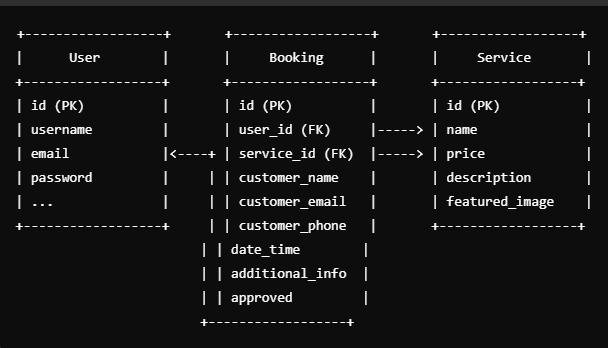 +-----------------+       +-----------------+       +-----------------+
|      User       |       |     Booking      |      |     Service      |
+-----------------+       +-----------------+       +-----------------+
| id (PK)         |       | id (PK)          |      | id (PK)          |
| username        |       | user_id (FK)     |-----> | name            |
| email           |<----+ | service_id (FK)  |-----> | price           |
| password        |     | | customer_name    |      | description      |
| ...             |     | | customer_email   |      | featured_image   |
+-----------------+     | | customer_phone   |      +-----------------+
| | date_time        |
| | additional_info  |
| | approved         |
+-----------------+